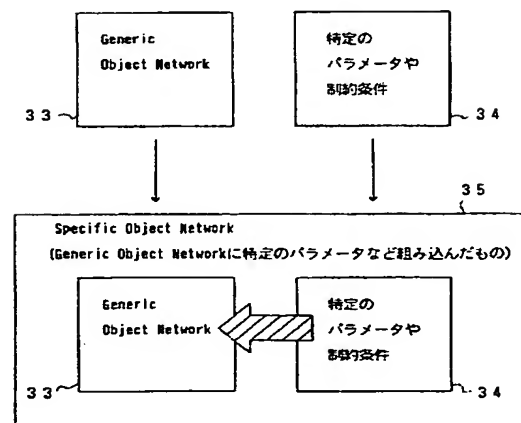 Generic
Object Network
33
特定の
パラメータや
制約条件
34
35
Specific Object Network
(Generic Object Networkに特定のパラメータなど組み込んだもの)
Generic
Object Network
33
特定の
パラメータや
制約条件
34